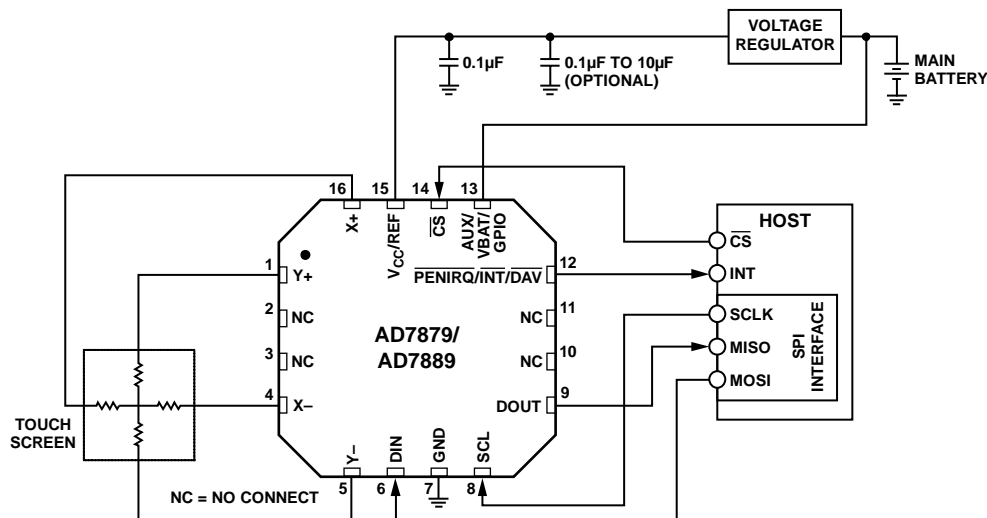 VOLTAGE
REGULATOR
0.1µF
0.1µF TO 10µF
(OPTIONAL)
MAIN
BATTERY
16
15
14
13
X+
VCC/REF
CS
AUX/
VBAT/
GPIO
HOST
CS
INT
SCLK
MISO
MOSI
SPI
INTERFACE
1
Y+
2
NC
3
NC
4
X–
PENIRQ/INT/DAV
12
NC
11
NC
10
DOUT
9
AD7879/
AD7889
TOUCH
SCREEN
Y–
DIN
GND
SCL
5
6
7
8
NC = NO CONNECT